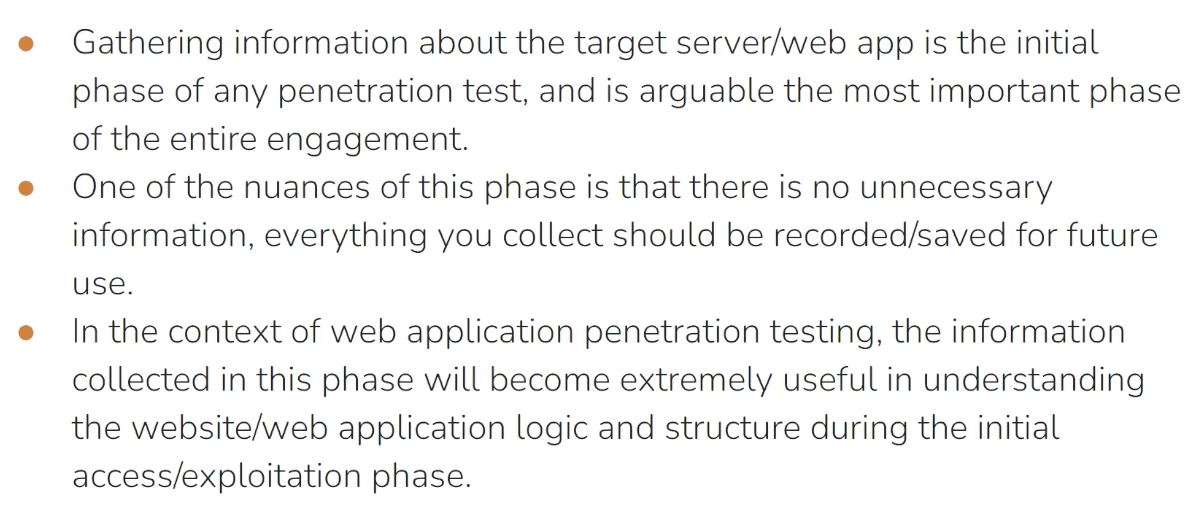 ● Gathering information about the target server/web app is the initial
phase of any penetration test, and is arguable the most important phase
of the entire engagement.
● One of the nuances of this phase is that there is no unnecessary
information, everything you collect should be recorded/saved for future
use.
● In the context of web application penetration testing, the information
collected in this phase will become extremely useful in understanding
the website/web application logic and structure during the initial
access/exploitation phase.